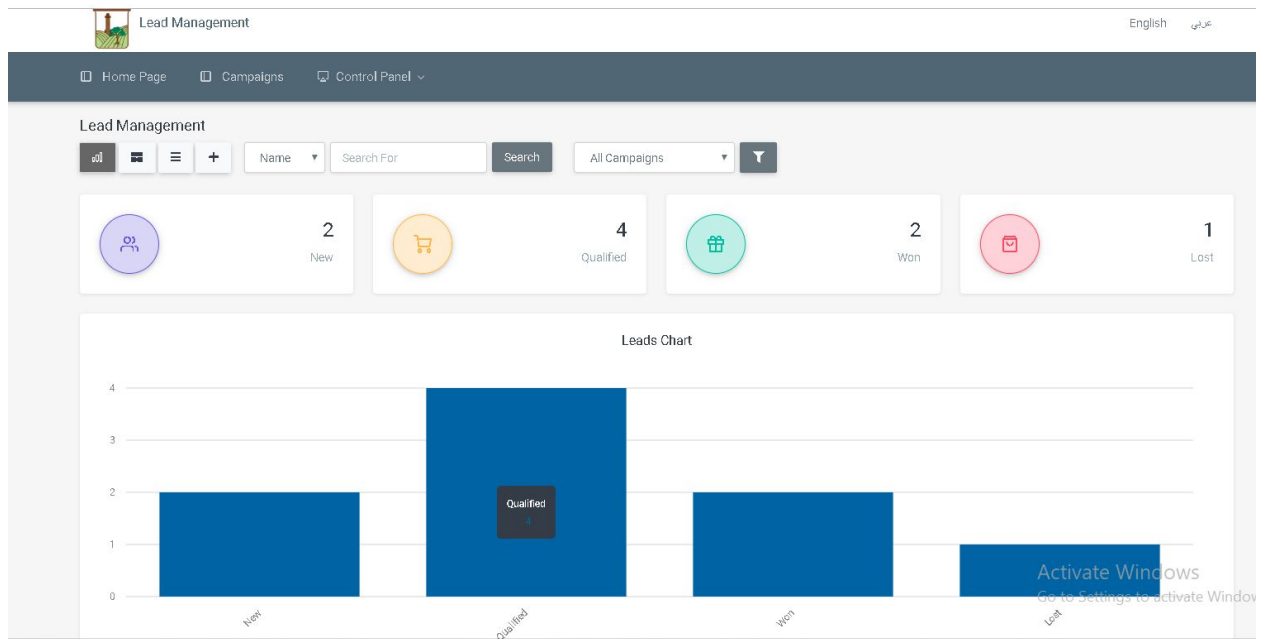 Lead Management
English عربي
Home Page Campaigns Control Panel
Lead Management
Name Search For Search All Campaigns
2 4 2 1
New Qualified Won Lost
Leads Chart
4
3
2
1
0
Qualified
4
New Qualified Won Lost
Activate Windows
Go to Settings to activate Window